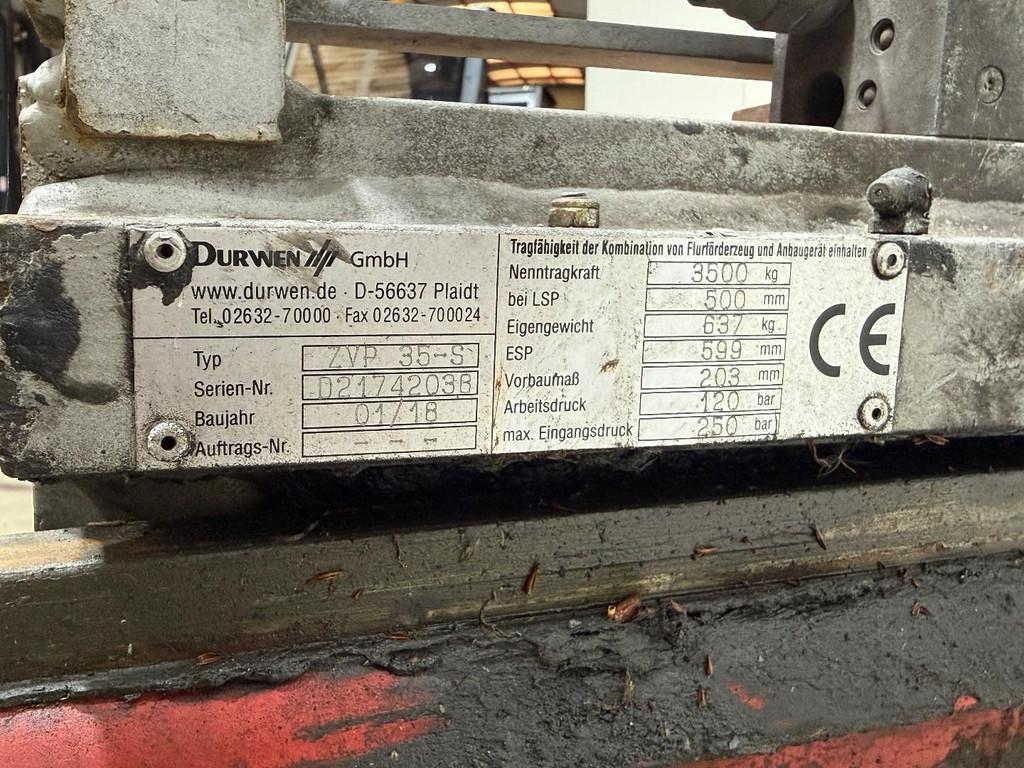 DURWEN GmbH
www.durwen.de · D-56637 Plaidt
Tel. 02632-70000 · Fax 02632-700024
Typ ZVP 35-S
Serien-Nr. D21742038
Baujahr 01/18
Auftrags-Nr. - - -
Tragfähigkeit der Kombination von Flurförderzeug und Anbaugerät einhalten
Nenntragkraft 3500 kg
bei LSP 500 mm
Eigengewicht 637 kg
ESP 599 mm
Vorbaumaß 203 mm
Arbeitsdruck 120 bar
max. Eingangsdruck 250 bar
CE